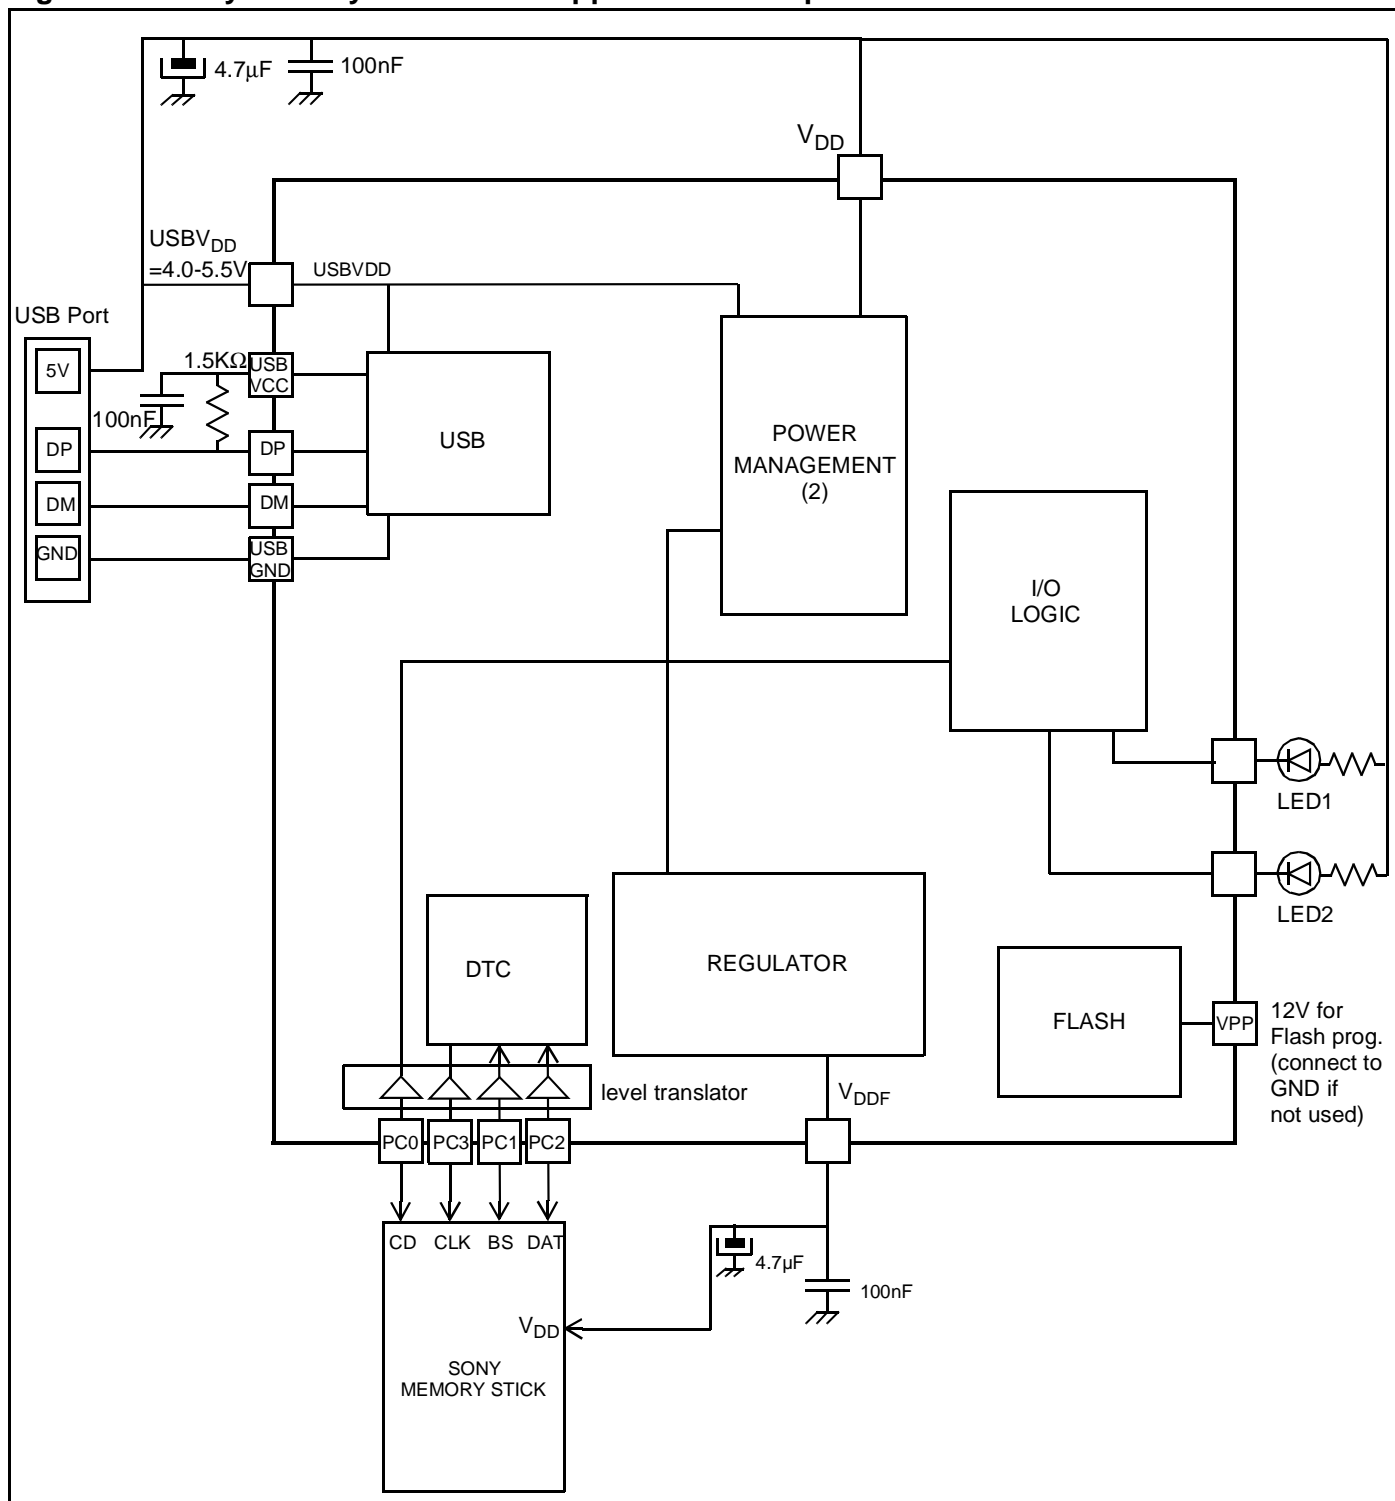 4.7μF
100nF
VDD
USBVDD
=4.0-5.5V
USBVDD
USB Port
5V
1.5KΩ
USB
VCC
100nF
DP
DP
DM
DM
GND
USB
GND
USB
POWER
MANAGEMENT
(2)
I/O
LOGIC
LED1
LED2
DTC
REGULATOR
FLASH
VPP
12V for
Flash prog.
(connect to
GND if
not used)
level translator
VDDF
PC0
PC3
PC1
PC2
CD
CLK
BS
DAT
4.7µF
100nF
VDD
SONY
MEMORY STICK